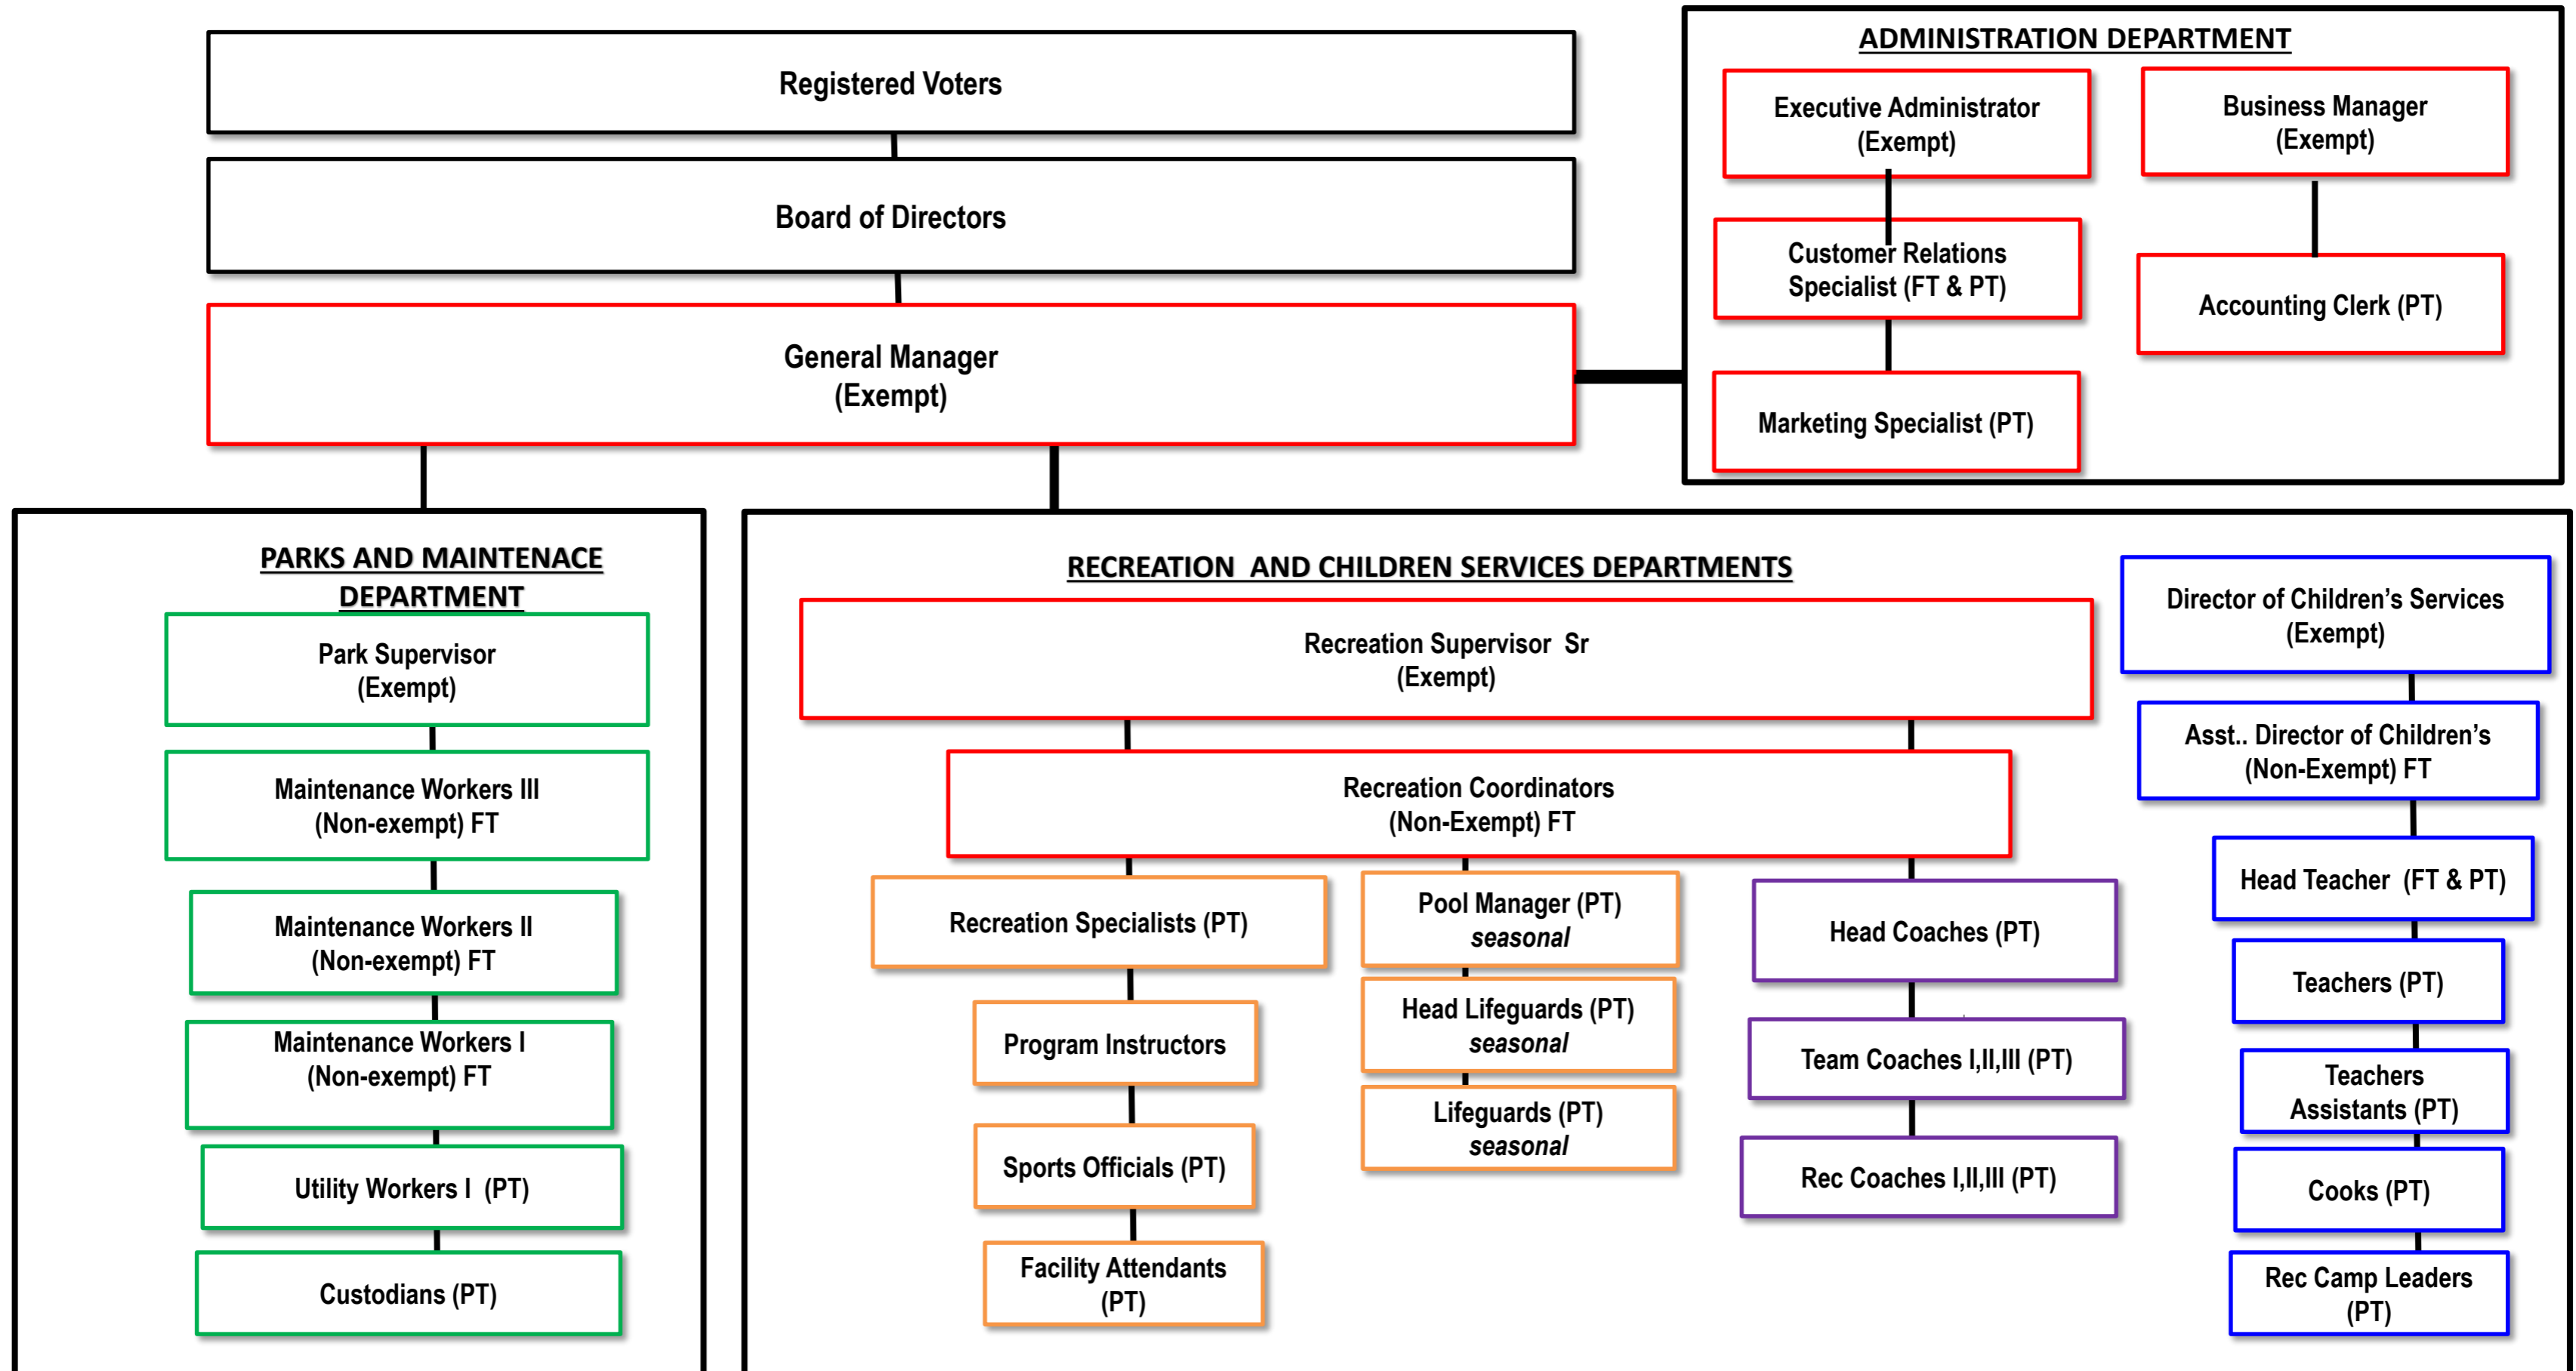 Registered Voters
Board of Directors
General Manager
(Exempt)
ADMINISTRATION DEPARTMENT
Executive Administrator
(Exempt)
Customer Relations
Specialist (FT & PT)
Marketing Specialist (PT)
Business Manager
(Exempt)
Accounting Clerk (PT)
PARKS AND MAINTENACE
DEPARTMENT
Park Supervisor
(Exempt)
Maintenance Workers III
(Non-exempt) FT
Maintenance Workers II
(Non-exempt) FT
Maintenance Workers I
(Non-exempt) FT
Utility Workers I (PT)
Custodians (PT)
RECREATION AND CHILDREN SERVICES DEPARTMENTS
Recreation Supervisor Sr
(Exempt)
Recreation Coordinators
(Non-Exempt) FT
Recreation Specialists (PT)
Program Instructors
Sports Officials (PT)
Facility Attendants
(PT)
Pool Manager (PT)
seasonal
Head Lifeguards (PT)
seasonal
Lifeguards (PT)
seasonal
Head Coaches (PT)
Team Coaches I,II,III (PT)
Rec Coaches I,II,III (PT)
Director of Children’s Services
(Exempt)
Asst.. Director of Children’s
(Non-Exempt) FT
Head Teacher (FT & PT)
Teachers (PT)
Teachers
Assistants (PT)
Cooks (PT)
Rec Camp Leaders
(PT)